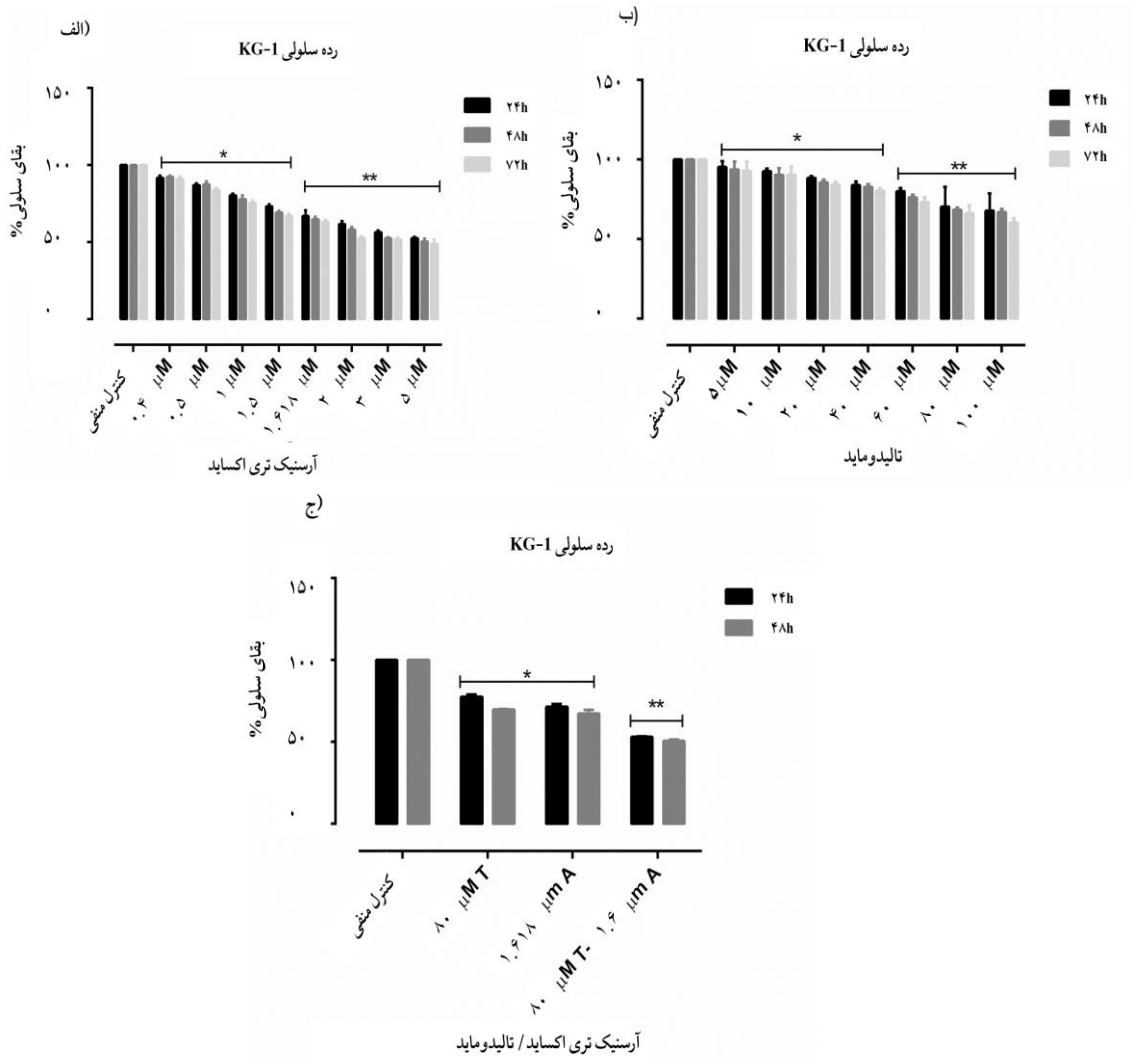 الف)
رده سلولی KG-1
۱۵۰
۱۰۰
۵۰
۰
بقای سلولی%
*
**
۲۴h
۴۸h
۷۲h
کنترل منفی
۰.۴ µM
۰.۵ µM
۱ µM
۱.۵ µM
۱.۶۱۸ µM
۲ µM
۳ µM
۵ µM
آرسنیک تری اکساید
ب)
رده سلولی KG-1
۱۵۰
۱۰۰
۵۰
۰
بقای سلولی%
*
**
۲۴h
۴۸h
۷۲h
کنترل منفی
۵ µM
۱۰ µM
۲۰ µM
۴۰ µM
۶۰ µM
۸۰ µM
۱۰۰ µM
تالیدوماید
ج)
رده سلولی KG-1
۱۵۰
۱۰۰
۵۰
۰
بقای سلولی%
*
**
۲۴h
۴۸h
کنترل منفی
۸۰ µM T
۱.۶۱۸ µm A
۸۰ µM T- ۱.۶ µm A
آرسنیک تری اکساید / تالیدوماید